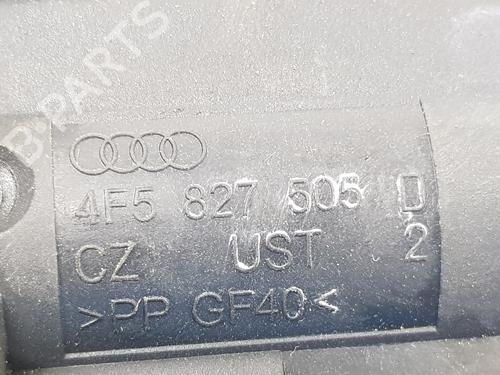 B-PARTS
4F5 827 505 D
CZ UST 2
>PP GF40<